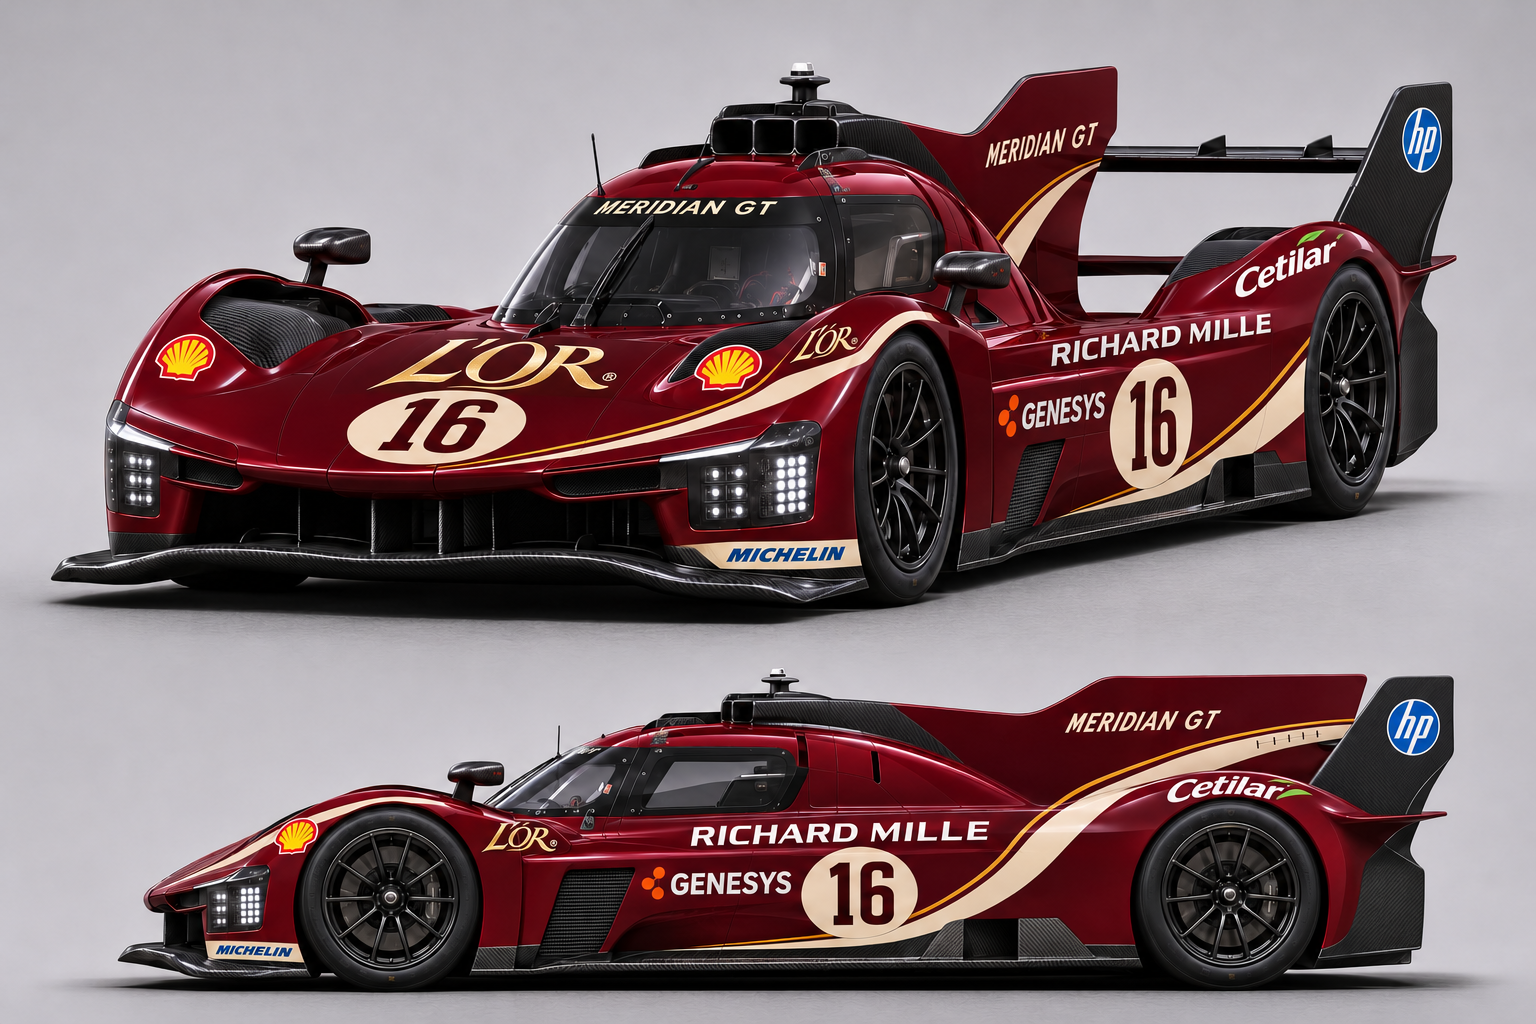 MERIDIAN GT
MERIDIAN GT
hp
Cetilar
RICHARD MILLE
L'OR®
L'OR®
16
GENESYS
16
MICHELIN
MERIDIAN GT
hp
Cetilar
RICHARD MILLE
L'OR®
GENESYS
16
MICHELIN